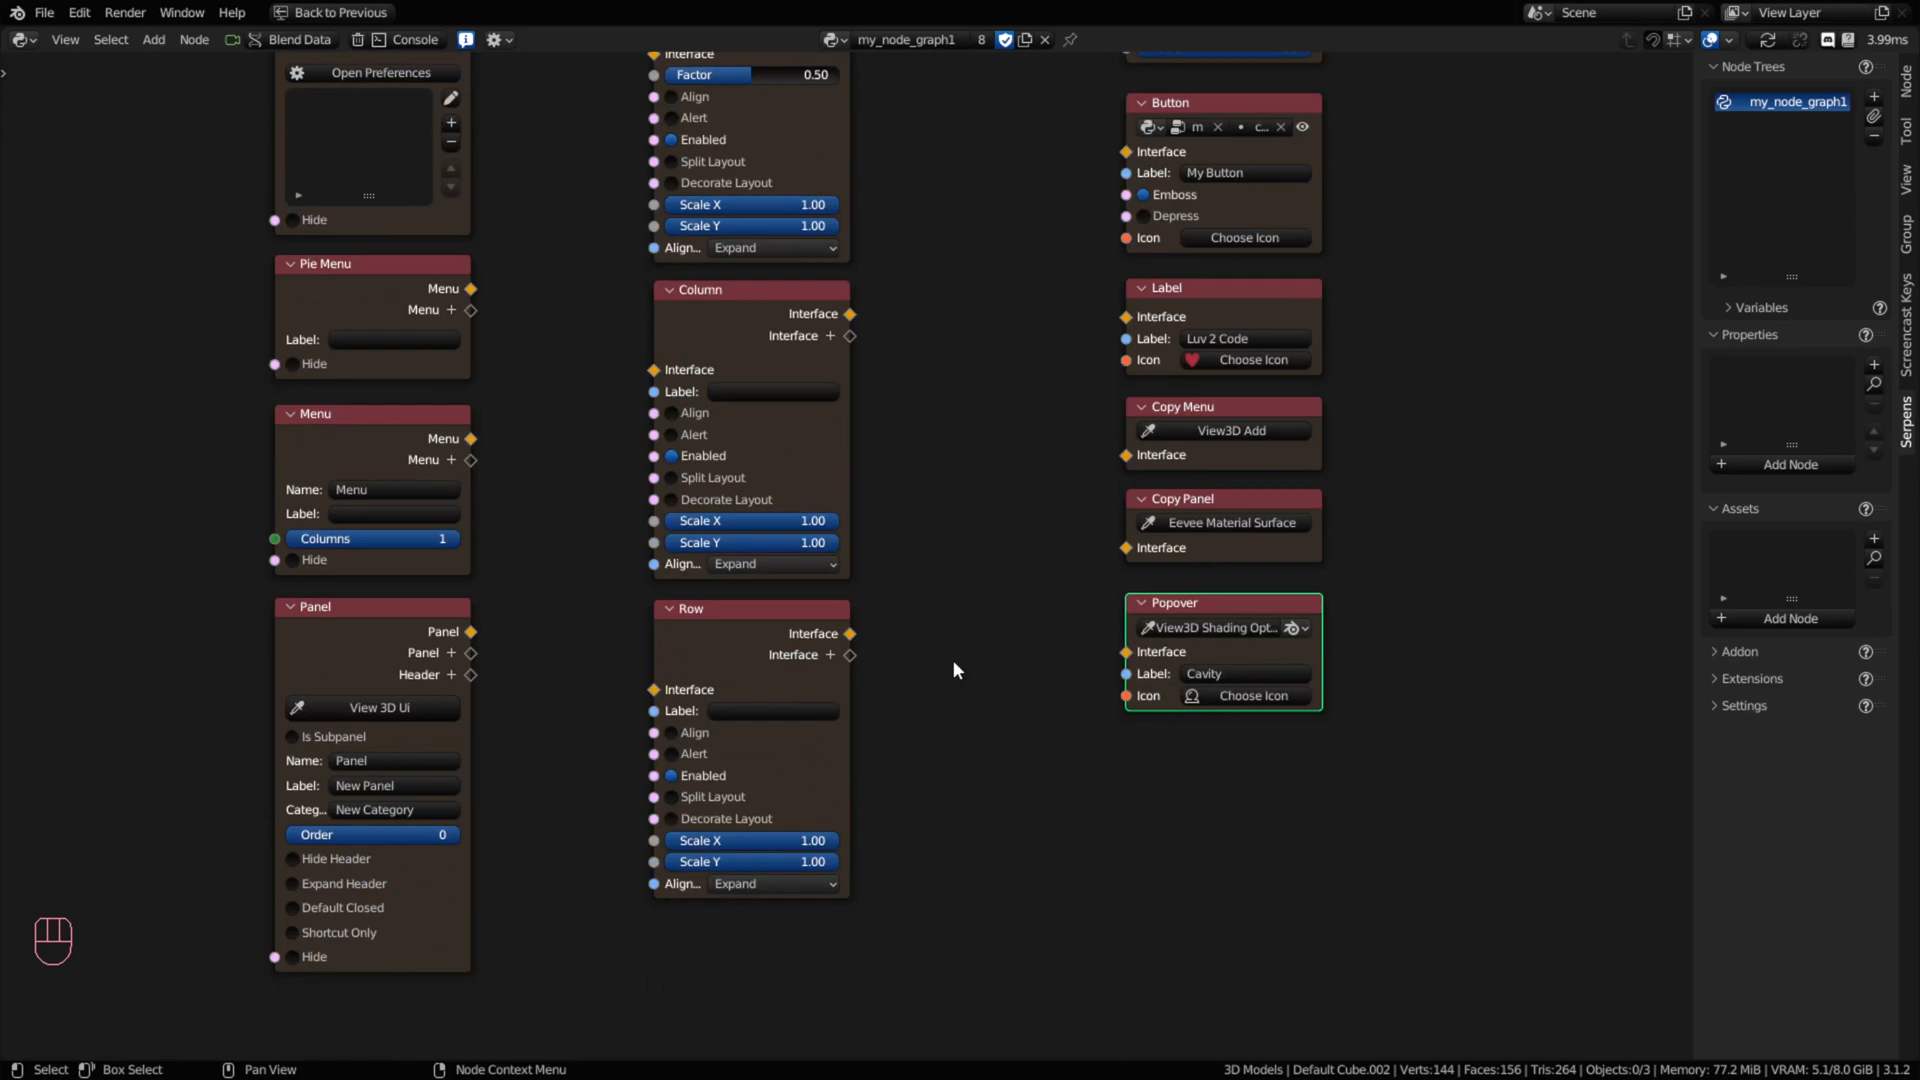 File Edit Render Window Help Back to Previous Scene View Layer
View Select Add Node Blend Data Console my_node_graph1 8 3.99ms
Open Preferences
Hide
Pie Menu
Menu
Menu +
Label:
Hide
Menu
Menu
Menu +
Name: Menu
Label:
Columns 1
Hide
Panel
Panel
Panel +
Header +
View 3D Ui
Is Subpanel
Name: Panel
Label: New Panel
Categ... New Category
Order 0
Hide Header
Expand Header
Default Closed
Shortcut Only
Hide
Interface
Factor 0.50
Align
Alert
Enabled
Split Layout
Decorate Layout
Scale X 1.00
Scale Y 1.00
Align... Expand
Column
Interface
Interface +
Interface
Label:
Align
Alert
Enabled
Split Layout
Decorate Layout
Scale X 1.00
Scale Y 1.00
Align... Expand
Row
Interface
Interface +
Interface
Label:
Align
Alert
Enabled
Split Layout
Decorate Layout
Scale X 1.00
Scale Y 1.00
Align... Expand
Button
m c...
Interface
Label: My Button
Emboss
Depress
Icon Choose Icon
Label
Interface
Label: Luv 2 Code
Icon Choose Icon
Copy Menu
View3D Add
Interface
Copy Panel
Eevee Material Surface
Interface
Popover
View3D Shading Opt...
Interface
Label: Cavity
Icon Choose Icon
Node Trees
my_node_graph1
Variables
Properties
Add Node
Assets
Add Node
Addon
Extensions
Settings
Node
Tool
View
Group
Screencast Keys
Serpens
Select Box Select Pan View Node Context Menu 3D Models | Default Cube.002 | Verts:144 | Faces:156 | Tris:264 | Objects:0/3 | Memory: 77.2 MiB | VRAM: 5.1/8.0 GiB | 3.1.2